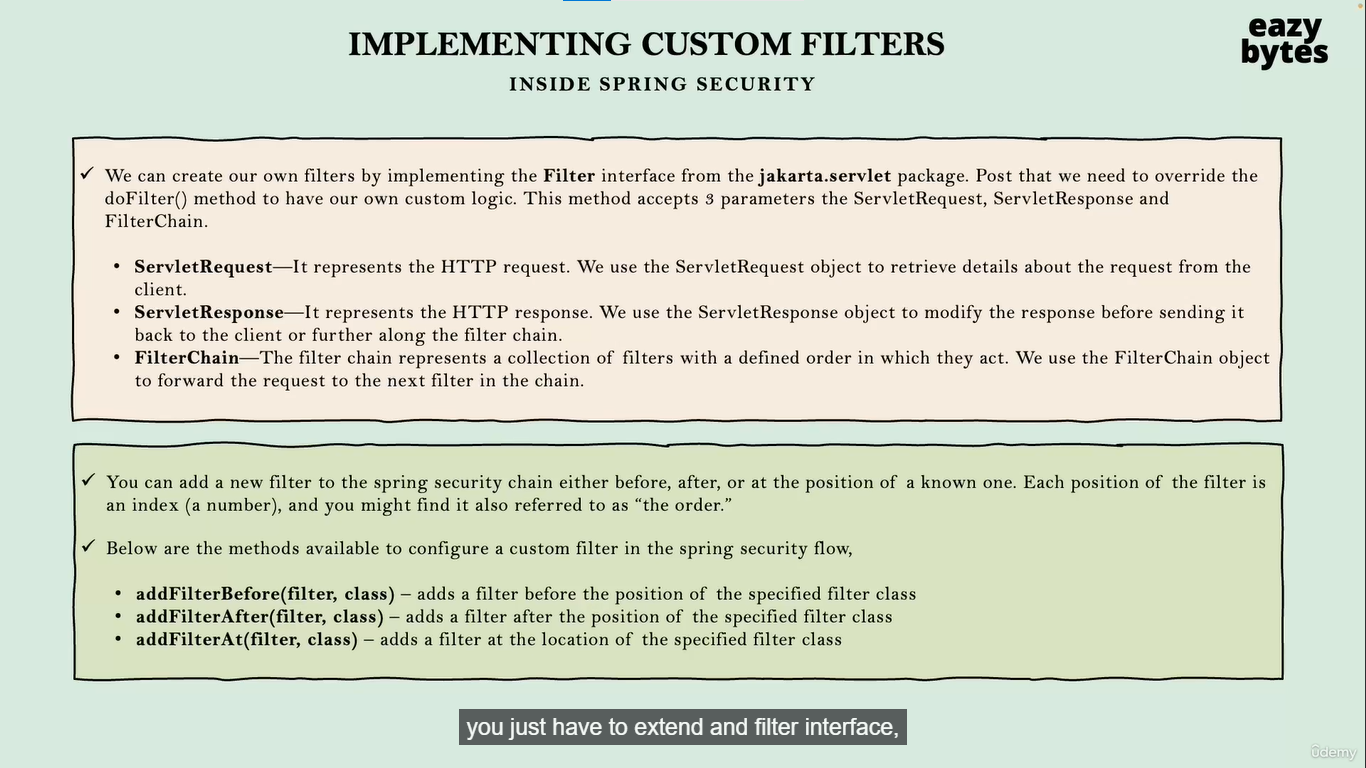 IMPLEMENTING CUSTOM FILTERS
eazy
bytes
INSIDE SPRING SECURITY
✓ We can create our own filters by implementing the Filter interface from the jakarta.servlet package. Post that we need to override the
doFilter() method to have our own custom logic. This method accepts 3 parameters the ServletRequest, ServletResponse and
FilterChain.
• ServletRequest—It represents the HTTP request. We use the ServletRequest object to retrieve details about the request from the
client.
• ServletResponse—It represents the HTTP response. We use the ServletResponse object to modify the response before sending it
back to the client or further along the filter chain.
• FilterChain—The filter chain represents a collection of filters with a defined order in which they act. We use the FilterChain object
to forward the request to the next filter in the chain.
✓ You can add a new filter to the spring security chain either before, after, or at the position of a known one. Each position of the filter is
an index (a number), and you might find it also referred to as “the order.”
✓ Below are the methods available to configure a custom filter in the spring security flow,
• addFilterBefore(filter, class) – adds a filter before the position of the specified filter class
• addFilterAfter(filter, class) – adds a filter after the position of the specified filter class
• addFilterAt(filter, class) – adds a filter at the location of the specified filter class
you just have to extend and filter interface,
ûdemy